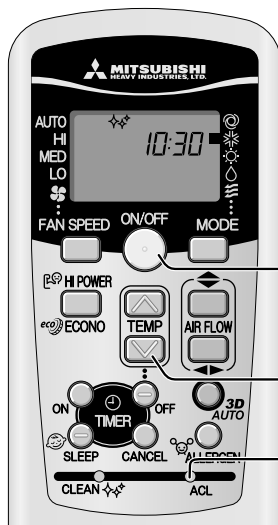 MITSUBISHI
HEAVY INDUSTRIES, LTD.
AUTO
HI
MED
LO
10:30
FAN SPEED ON/OFF MODE
HI POWER
eco ECONO
TEMP
AIR FLOW
ON
OFF
TIMER
3D
AUTO
SLEEP CANCEL ALLERGEN
CLEAN ACL